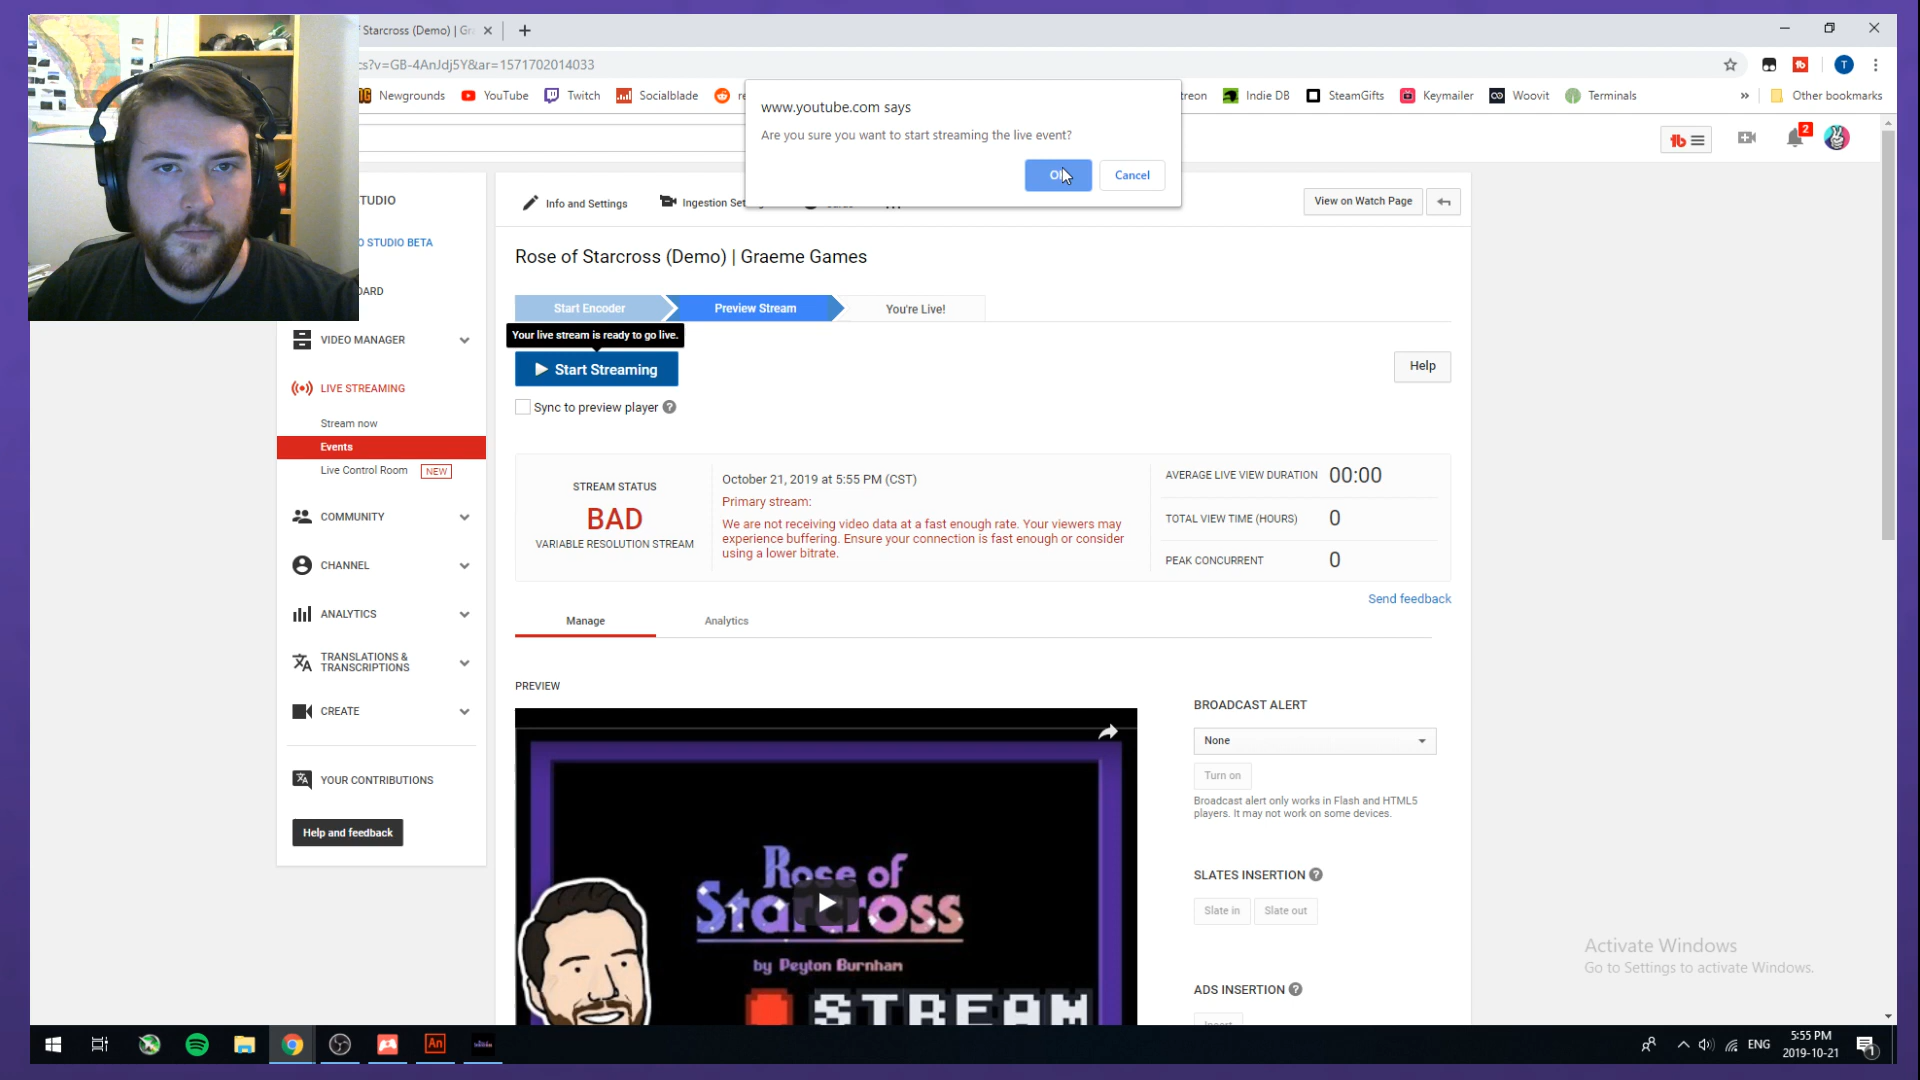 Starcross (Demo) | Gra
cs?v=GB-4AnJdj5Y&ar=1571702014033
Newgrounds
YouTube
Twitch
Socialblade
Indie DB
SteamGifts
Keymailer
Woovit
Terminals
»
Other bookmarks
www.youtube.com says
Are you sure you want to start streaming the live event?
Cancel
2
Info and Settings
View on Watch Page
STUDIO BETA
Rose of Starcross (Demo) | Graeme Games
Start Encoder
Preview Stream
You're Live!
Your live stream is ready to go live.
Start Streaming
Help
Sync to preview player ?
VIDEO MANAGER
LIVE STREAMING
Stream now
Events
Live Control Room NEW
COMMUNITY
CHANNEL
ANALYTICS
TRANSLATIONS &
TRANSCRIPTIONS
CREATE
YOUR CONTRIBUTIONS
Help and feedback
STREAM STATUS
BAD
VARIABLE RESOLUTION STREAM
October 21, 2019 at 5:55 PM (CST)
Primary stream:
We are not receiving video data at a fast enough rate. Your viewers may
experience buffering. Ensure your connection is fast enough or consider
using a lower bitrate.
AVERAGE LIVE VIEW DURATION 00:00
TOTAL VIEW TIME (HOURS) 0
PEAK CONCURRENT 0
Send feedback
Manage
Analytics
PREVIEW
Rose of
Starcross
by Peyton Burnham
STREAM
BROADCAST ALERT
None
Turn on
Broadcast alert only works in Flash and HTML5
players. It may not work on some devices.
SLATES INSERTION ?
Slate in
Slate out
ADS INSERTION ?
Activate Windows
Go to Settings to activate Windows.
An
ENG
5:55 PM
2019-10-21
1